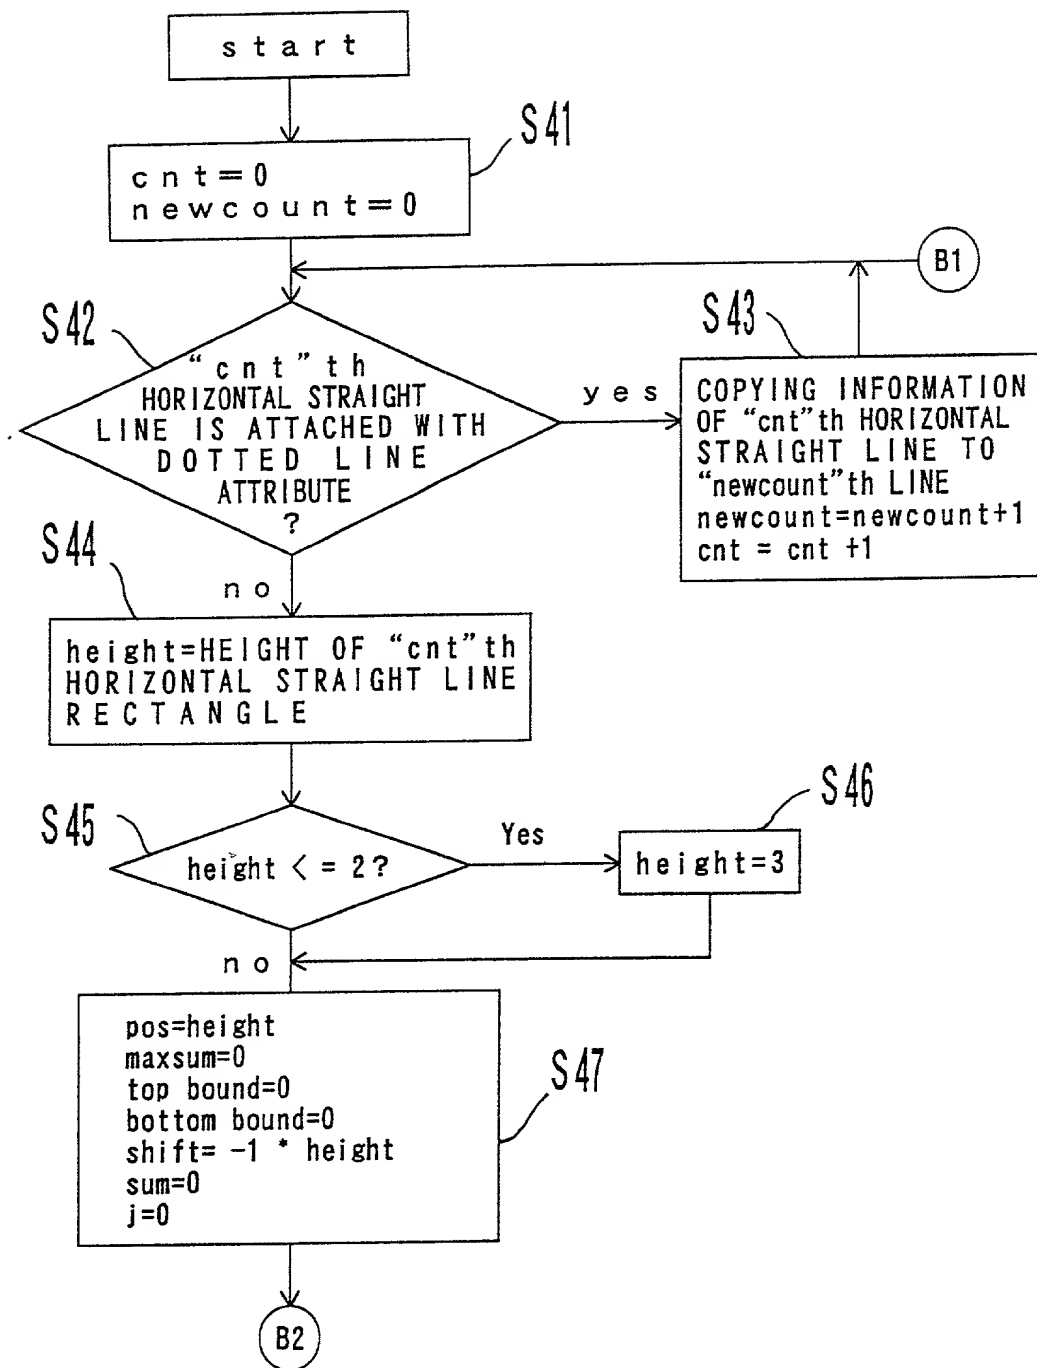 start
S41
cnt=0
newcount=0
B1
S42
"cnt"th
HORIZONTAL STRAIGHT
LINE IS ATTACHED WITH
DOTTED LINE
ATTRIBUTE
?
yes
S43
COPYING INFORMATION
OF "cnt"th HORIZONTAL
STRAIGHT LINE TO
"newcount"th LINE
newcount=newcount+1
cnt = cnt +1
no
S44
height=HEIGHT OF "cnt"th
HORIZONTAL STRAIGHT LINE
RECTANGLE
S45
height < = 2?
Yes
S46
height=3
no
S47
pos=height
maxsum=0
top bound=0
bottom bound=0
shift= -1 * height
sum=0
j=0
B2